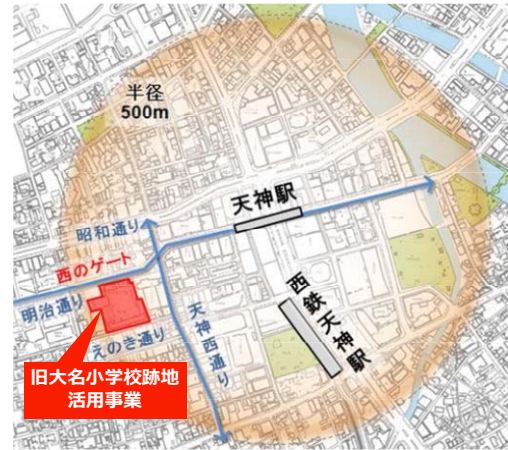 半径
500m
天神駅
昭和通り
西のゲート
明治通り
えのき通り
天神西通り
西鉄天神駅
旧大名小学校跡地
活用事業